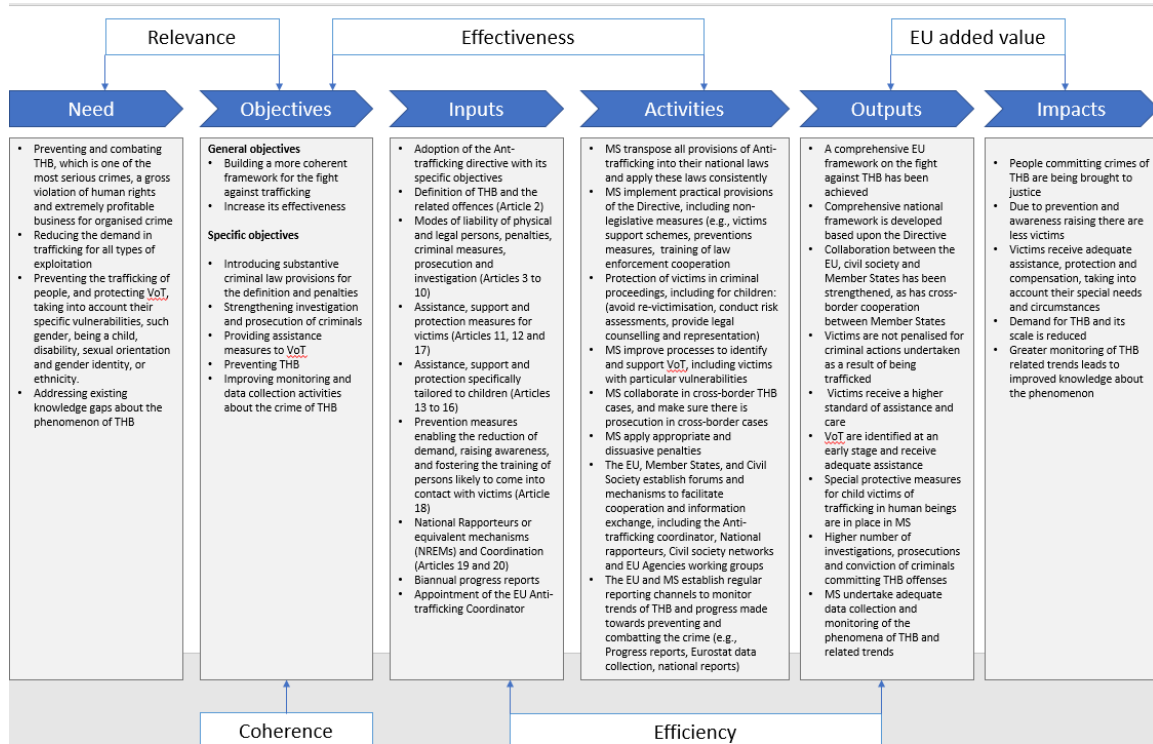 Relevance
Effectiveness
EU added value
Need
Objectives
Inputs
Activities
Outputs
Impacts
• Preventing and combating
THB, which is one of the
most serious crimes, a gross
violation of human rights
and extremely profitable
business for organised crime
• Reducing the demand in
trafficking for all types of
exploitation
• Preventing the trafficking of
people, and protecting VoT,
taking into account their
specific vulnerabilities, such
gender, being a child,
disability, sexual orientation
and gender identity, or
ethnicity.
• Addressing existing
knowledge gaps about the
phenomenon of THB
General objectives
• Building a more coherent
framework for the fight
against trafficking
• Increase its effectiveness
Specific objectives
• Introducing substantive
criminal law provisions for
the definition and penalties
• Strengthening investigation
and prosecution of criminals
• Providing assistance
measures to VoT
• Preventing THB
• Improving monitoring and
data collection activities
about the crime of THB
• Adoption of the Ant-
trafficking directive with its
specific objectives
• Definition of THB and the
related offences (Article 2)
• Modes of liability of physical
and legal persons, penalties,
criminal measures,
prosecution and
investigation (Articles 3 to
10)
• Assistance, support and
protection measures for
victims (Articles 11, 12 and
17)
• Assistance, support and
protection specifically
tailored to children (Articles
13 to 16)
• Prevention measures
enabling the reduction of
demand, raising awareness,
and fostering the training of
persons likely to come into
contact with victims (Article
18)
• National Rapporteurs or
equivalent mechanisms
(NREMs) and Coordination
(Articles 19 and 20)
• Biannual progress reports
• Appointment of the EU Anti-
trafficking Coordinator
• MS transpose all provisions of Anti-
trafficking into their national laws
and apply these laws consistently
• MS implement practical provisions
of the Directive, including non-
legislative measures (e.g., victims
support schemes, preventions
measures, training of law
enforcement cooperation
• Protection of victims in criminal
proceedings, including for children:
(avoid re-victimisation, conduct risk
assessments, provide legal
counselling and representation)
• MS improve processes to identify
and support VoT, including victims
with particular vulnerabilities
• MS collaborate in cross-border THB
cases, and make sure there is
prosecution in cross-border cases
• MS apply appropriate and
dissuasive penalties
• The EU, Member States, and Civil
Society establish forums and
mechanisms to facilitate
cooperation and information
exchange, including the Anti-
trafficking coordinator, National
rapporteurs, Civil society networks
and EU Agencies working groups
• The EU and MS establish regular
reporting channels to monitor
trends of THB and progress made
towards preventing and
combatting the crime (e.g.,
Progress reports, Eurostat data
collection, national reports)
• A comprehensive EU
framework on the fight
against THB has been
achieved
• Comprehensive national
framework is developed
based upon the Directive
• Collaboration between the
EU, civil society and
Member States has been
strengthened, as has cross-
border cooperation
between Member States
• Victims are not penalised for
criminal actions undertaken
as a result of being
trafficked
• Victims receive a higher
standard of assistance and
care
• VoT are identified at an
early stage and receive
adequate assistance
• Special protective measures
for child victims of
trafficking in human beings
are in place in MS
• Higher number of
investigations, prosecutions
and conviction of criminals
committing THB offenses
• MS undertake adequate
data collection and
monitoring of the
phenomena of THB and
related trends
• People committing crimes of
THB are being brought to
justice
• Due to prevention and
awareness raising there are
less victims
• Victims receive adequate
assistance, protection and
compensation, taking into
account their special needs
and circumstances
• Demand for THB and its
scale is reduced
• Greater monitoring of THB
related trends leads to
improved knowledge about
the phenomenon
Coherence
Efficiency